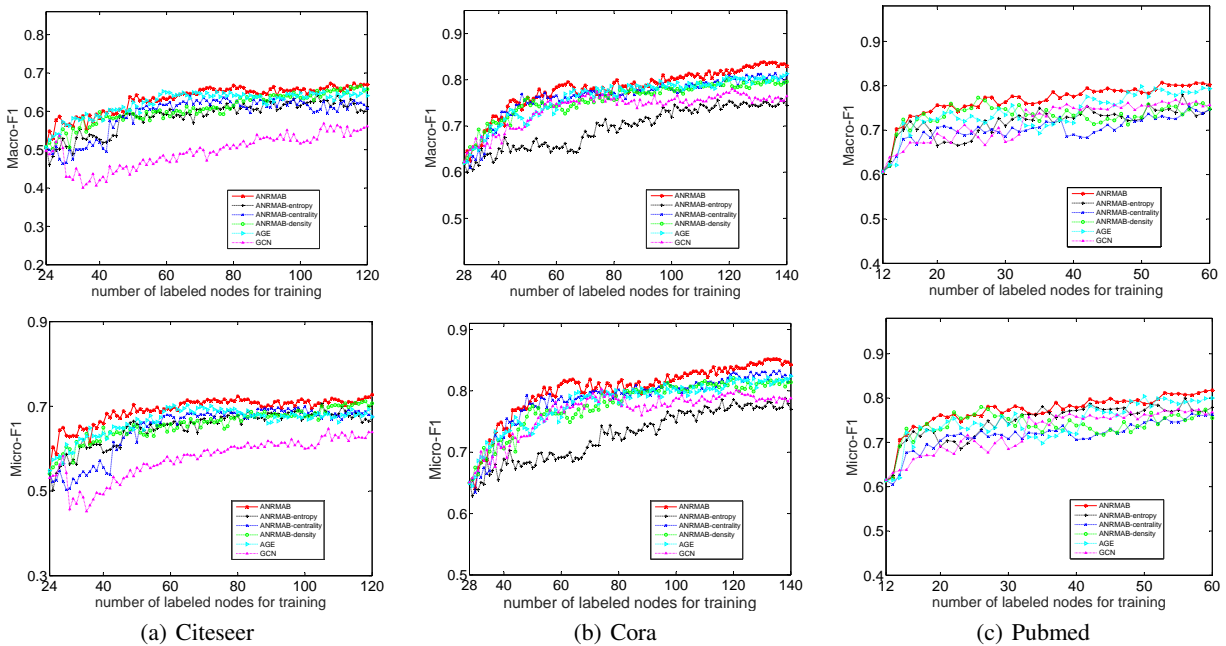 0.8
0.7
0.6
0.5
0.4
0.3
0.2
Macro-F1
24 40 60 80 100 120
number of labeled nodes for training
ANRMAB
ANRMAB-entropy
ANRMAB-centrality
ANRMAB-density
AGE
GCN
0.9
0.8
0.7
0.6
0.5
Macro-F1
28 40 60 80 100 120 140
number of labeled nodes for training
ANRMAB
ANRMAB-entropy
ANRMAB-centrality
ANRMAB-density
AGE
GCN
0.9
0.8
0.7
0.6
0.5
0.4
Macro-F1
12 20 30 40 50 60
number of labeled nodes for training
ANRMAB
ANRMAB-entropy
ANRMAB-centrality
ANRMAB-density
AGE
GCN
0.9
0.7
0.5
0.3
Micro-F1
24 40 60 80 100 120
number of labeled nodes for training
ANRMAB
ANRMAB-entropy
ANRMAB-centrality
ANRMAB-density
AGE
GCN
0.9
0.8
0.7
0.6
0.5
Micro-F1
28 40 60 80 100 120 140
number of labeled nodes for training
ANRMAB
ANRMAB-entropy
ANRMAB-centrality
ANRMAB-density
AGE
GCN
0.9
0.8
0.7
0.6
0.5
0.4
Micro-F1
12 20 30 40 50 60
number of labeled nodes for training
ANRMAB
ANRMAB-entropy
ANRMAB-centrality
ANRMAB-density
AGE
GCN
(a) Citeseer
(b) Cora
(c) Pubmed